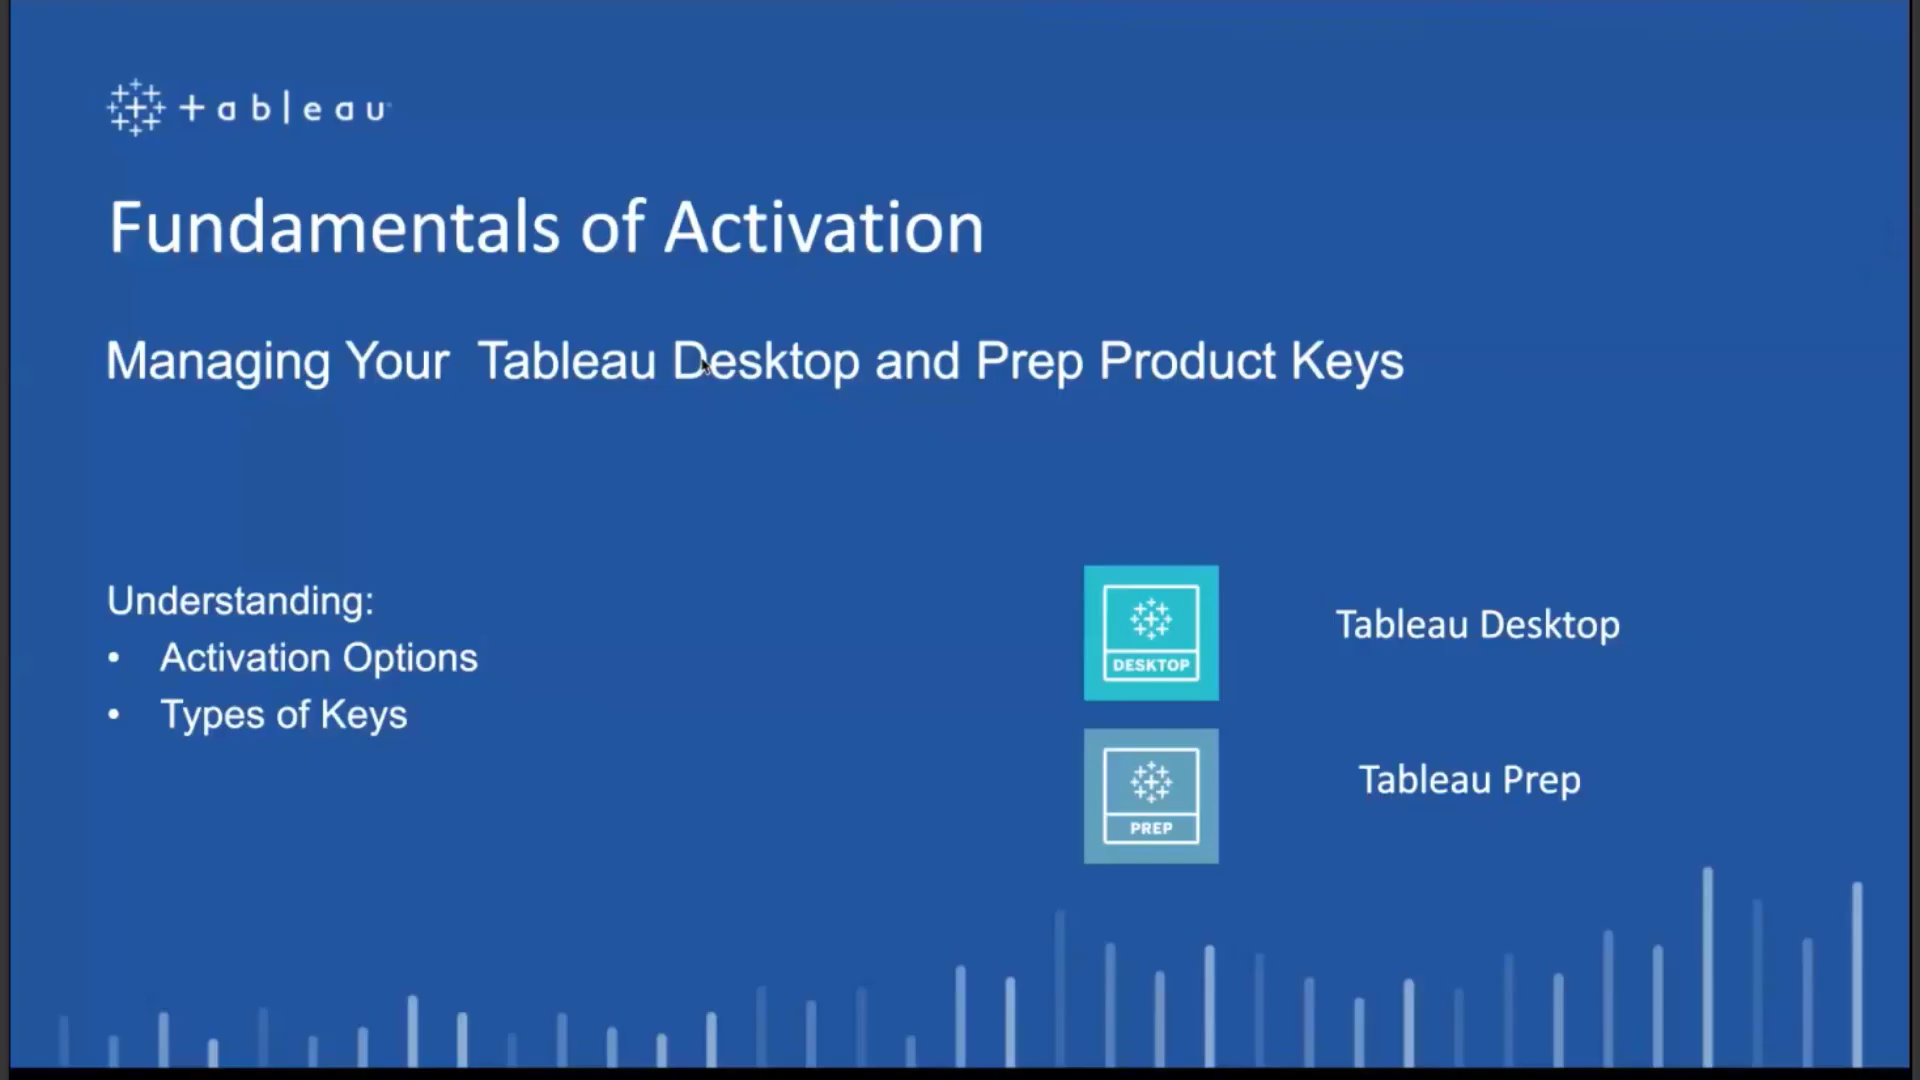 tableau
Fundamentals of Activation
Managing Your  Tableau Desktop and Prep Product Keys
Understanding:
• Activation Options
• Types of Keys
DESKTOP
Tableau Desktop
PREP
Tableau Prep